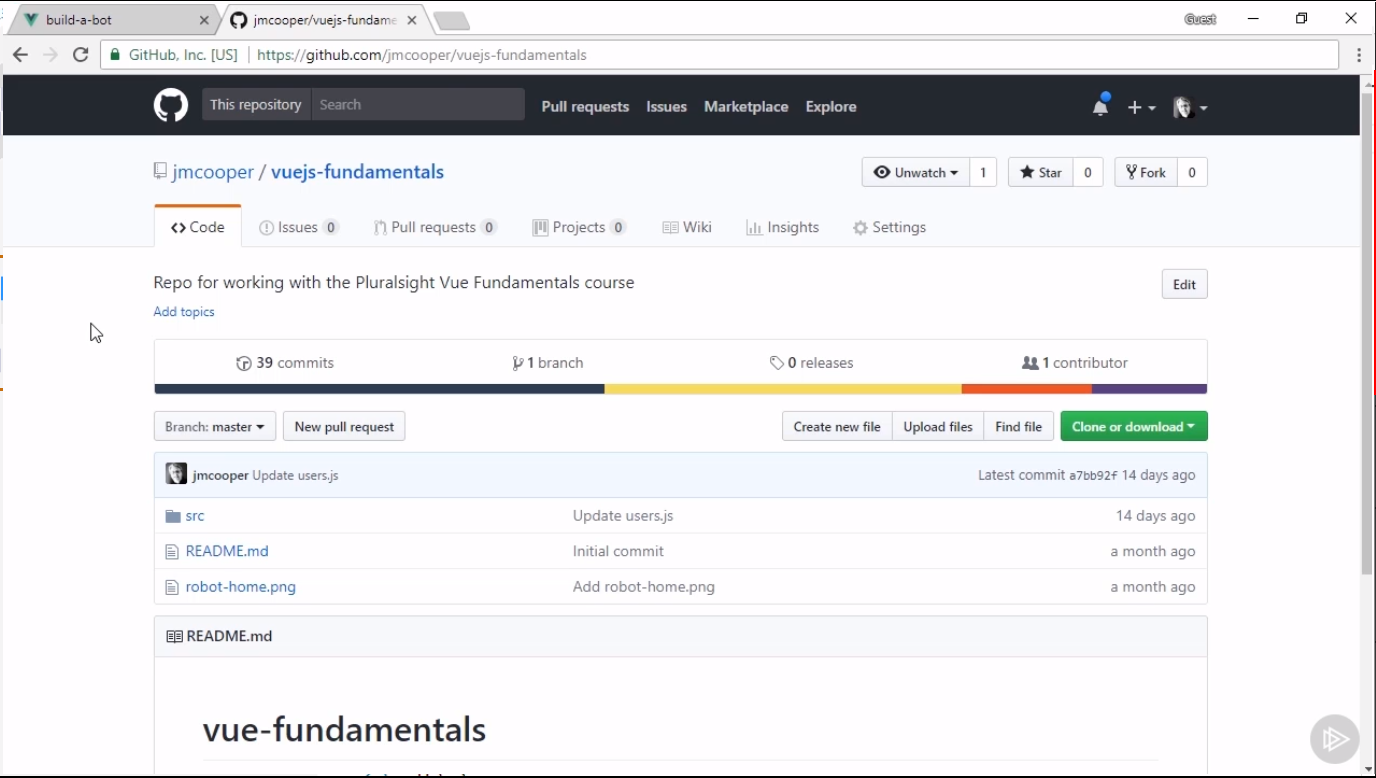 build-a-bot
jmcooper/vuejs-fundame
Guest
GitHub, Inc. [US] https://github.com/jmcooper/vuejs-fundamentals
This repository Search Pull requests Issues Marketplace Explore
jmcooper / vuejs-fundamentals
Unwatch 1 Star 0 Fork 0
Code Issues 0 Pull requests 0 Projects 0 Wiki Insights Settings
Repo for working with the Pluralsight Vue Fundamentals course
Edit
Add topics
39 commits 1 branch 0 releases 1 contributor
Branch: master New pull request Create new file Upload files Find file Clone or download
jmcooper Update users.js Latest commit a7bb92f 14 days ago
src Update users.js 14 days ago
README.md Initial commit a month ago
robot-home.png Add robot-home.png a month ago
README.md
vue-fundamentals